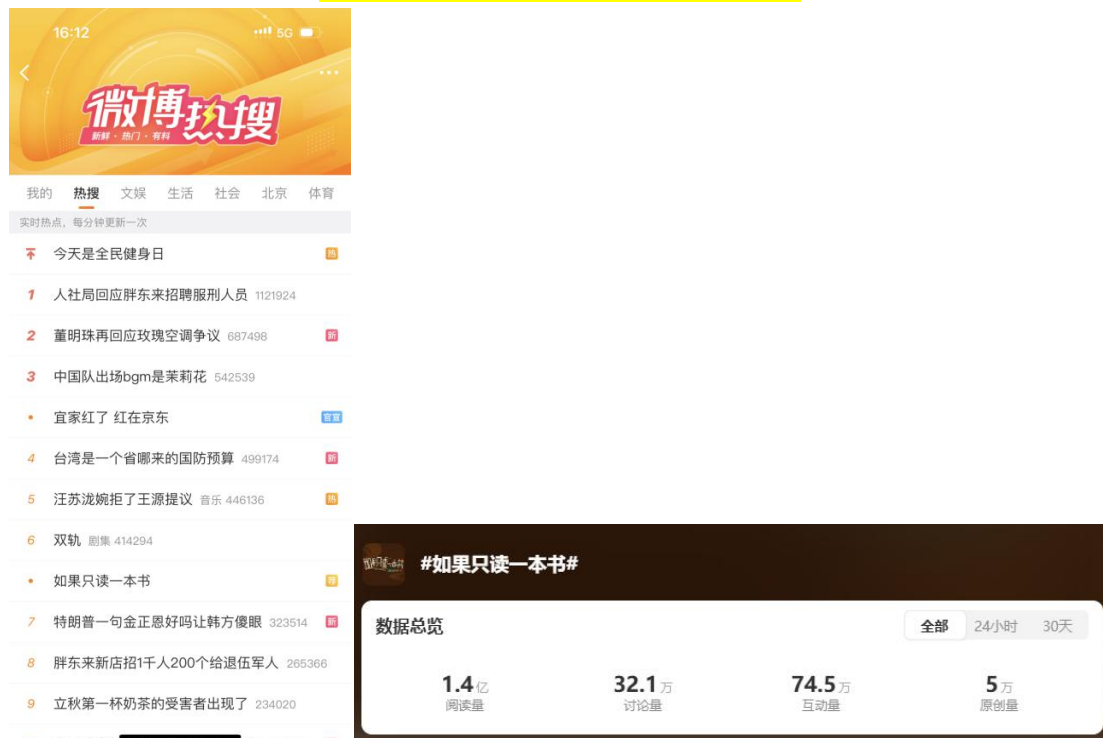 16:12
5G
微博热搜
新鲜·热门·有料
我的 热搜 文娱 生活 社会 北京 体育
实时热点，每分钟更新一次
今天是全民健身日 热
1 人社局回应胖东来招聘服刑人员 1121924
2 董明珠再回应玫瑰空调争议 687498 新
3 中国队出场bgm是茉莉花 542539
• 宜家红了 红在京东 官宣
4 台湾是一个省哪来的国防预算 499174 新
5 汪苏泷婉拒了王源提议 音乐 446136 热
6 双轨 剧集 414294
• 如果只读一本书 荐
7 特朗普一句金正恩好吗让韩方傻眼 323514 新
8 胖东来新店招1千人200个给退伍军人 265366
9 立秋第一杯奶茶的受害者出现了 234020
#如果只读一本书#
数据总览
全部 24小时 30天
1.4亿 32.1万 74.5万 5万
阅读量 讨论量 互动量 原创量